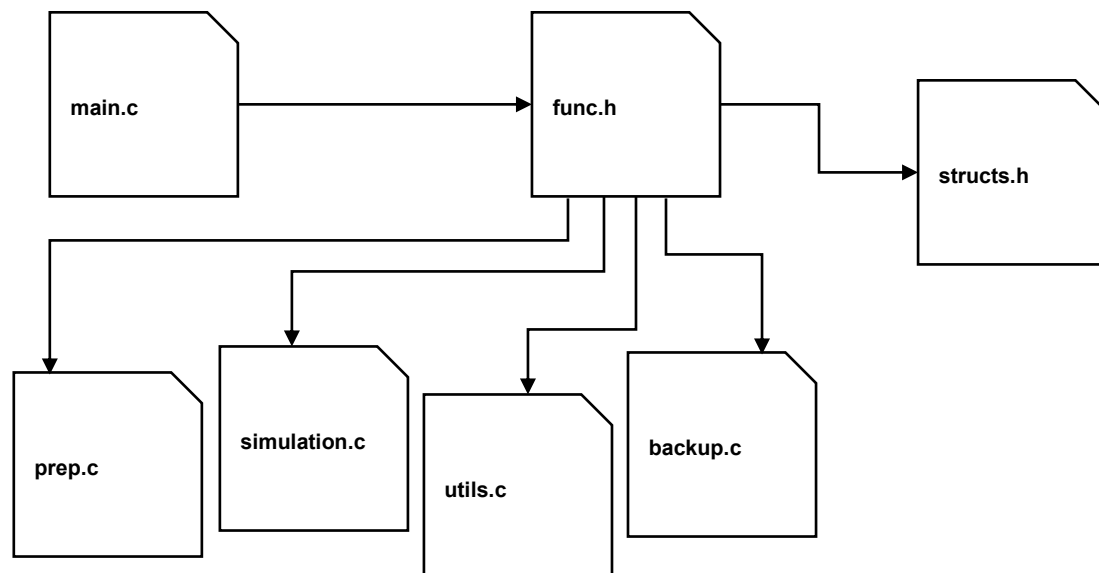 main.c
func.h
structs.h
prep.c
simulation.c
utils.c
backup.c